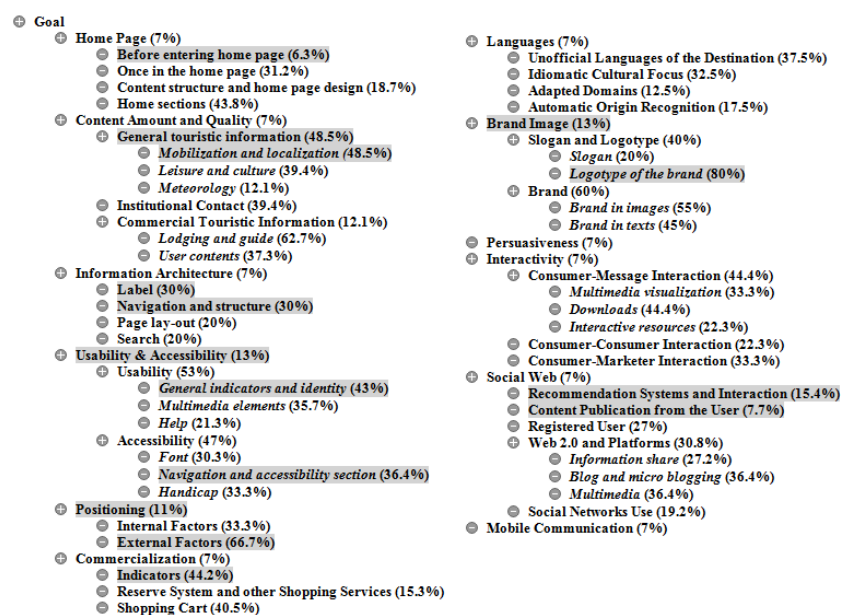 Goal
Home Page (7%)
Before entering home page (6.3%)
Once in the home page (31.2%)
Content structure and home page design (18.7%)
Home sections (43.8%)
Content Amount and Quality (7%)
General touristic information (48.5%)
Mobilization and localization (48.5%)
Leisure and culture (39.4%)
Meteorology (12.1%)
Institutional Contact (39.4%)
Commercial Touristic Information (12.1%)
Lodging and guide (62.7%)
User contents (37.3%)
Information Architecture (7%)
Label (30%)
Navigation and structure (30%)
Page lay-out (20%)
Search (20%)
Usability & Accessibility (13%)
Usability (53%)
General indicators and identity (43%)
Multimedia elements (35.7%)
Help (21.3%)
Accessibility (47%)
Font (30.3%)
Navigation and accessibility section (36.4%)
Handicap (33.3%)
Positioning (11%)
Internal Factors (33.3%)
External Factors (66.7%)
Commercialization (7%)
Indicators (44.2%)
Reserve System and other Shopping Services (15.3%)
Shopping Cart (40.5%)
Languages (7%)
Unofficial Languages of the Destination (37.5%)
Idiomatic Cultural Focus (32.5%)
Adapted Domains (12.5%)
Automatic Origin Recognition (17.5%)
Brand Image (13%)
Slogan and Logotype (40%)
Slogan (20%)
Logotype of the brand (80%)
Brand (60%)
Brand in images (55%)
Brand in texts (45%)
Persuasiveness (7%)
Interactivity (7%)
Consumer-Message Interaction (44.4%)
Multimedia visualization (33.3%)
Downloads (44.4%)
Interactive resources (22.3%)
Consumer-Consumer Interaction (22.3%)
Consumer-Marketer Interaction (33.3%)
Social Web (7%)
Recommendation Systems and Interaction (15.4%)
Content Publication from the User (7.7%)
Registered User (27%)
Web 2.0 and Platforms (30.8%)
Information share (27.2%)
Blog and micro blogging (36.4%)
Multimedia (36.4%)
Social Networks Use (19.2%)
Mobile Communication (7%)